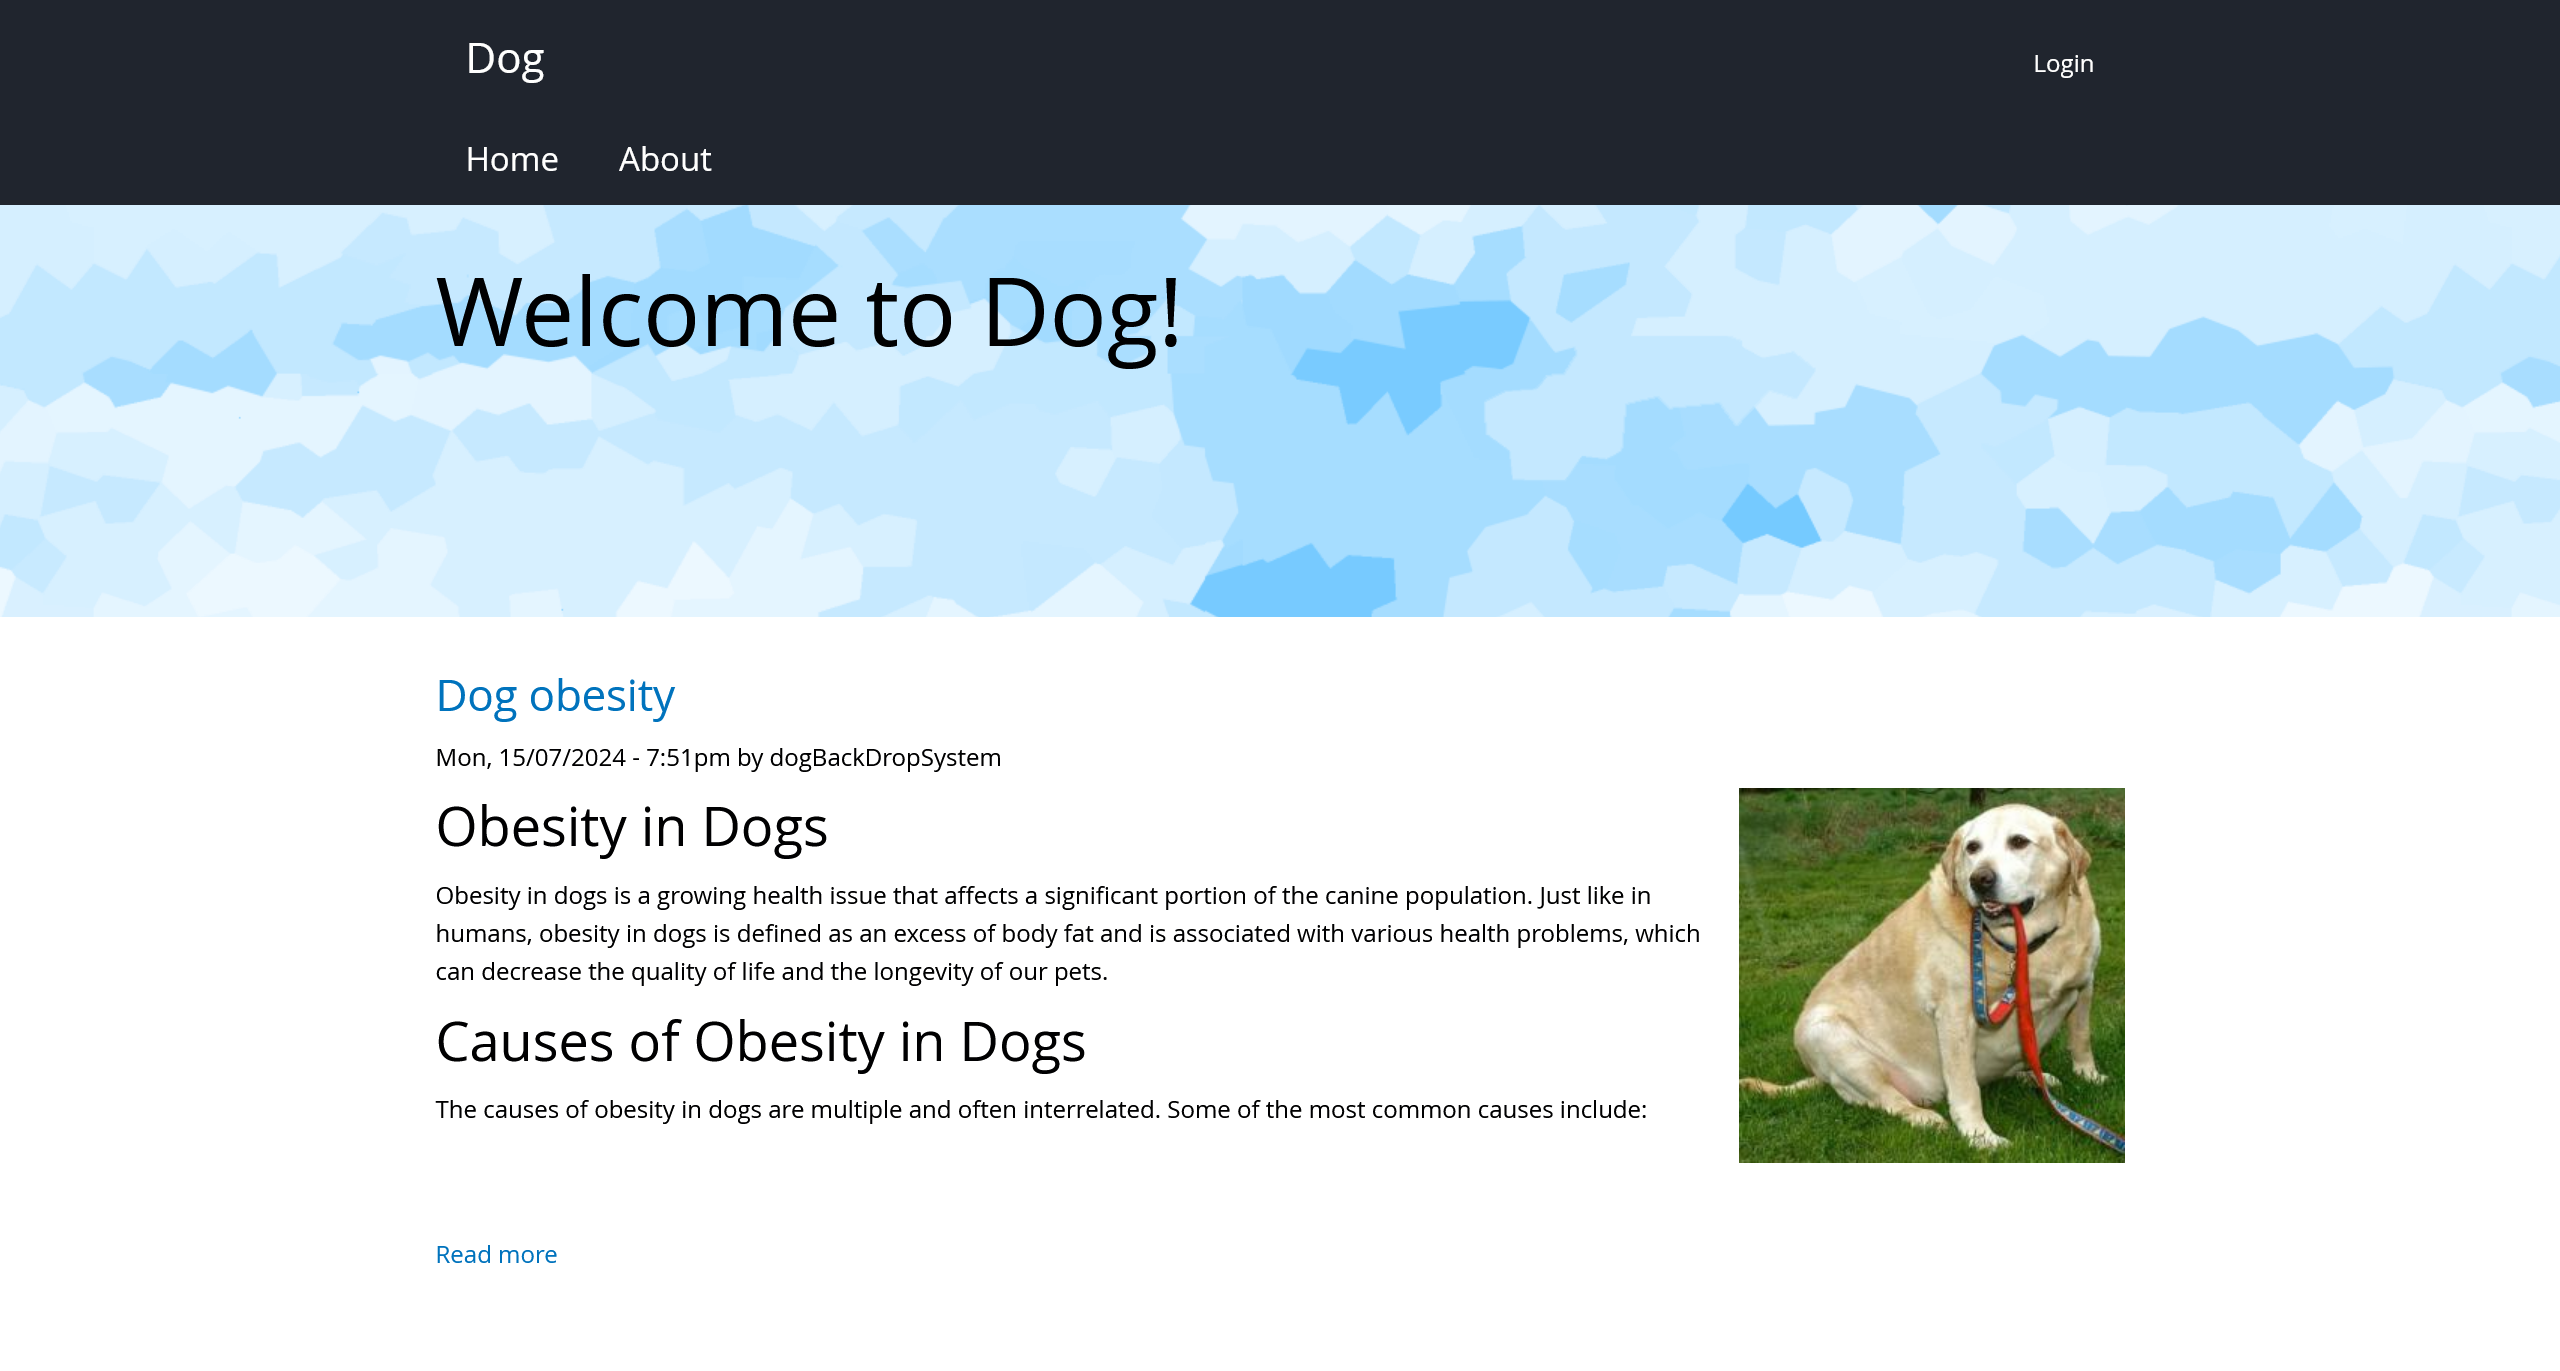 Dog
Login
Home About
Welcome to Dog!
Dog obesity
Mon, 15/07/2024 - 7:51pm by dogBackDropSystem
Obesity in Dogs
Obesity in dogs is a growing health issue that affects a significant portion of the canine population. Just like in
humans, obesity in dogs is defined as an excess of body fat and is associated with various health problems, which
can decrease the quality of life and the longevity of our pets.
Causes of Obesity in Dogs
The causes of obesity in dogs are multiple and often interrelated. Some of the most common causes include:
Read more